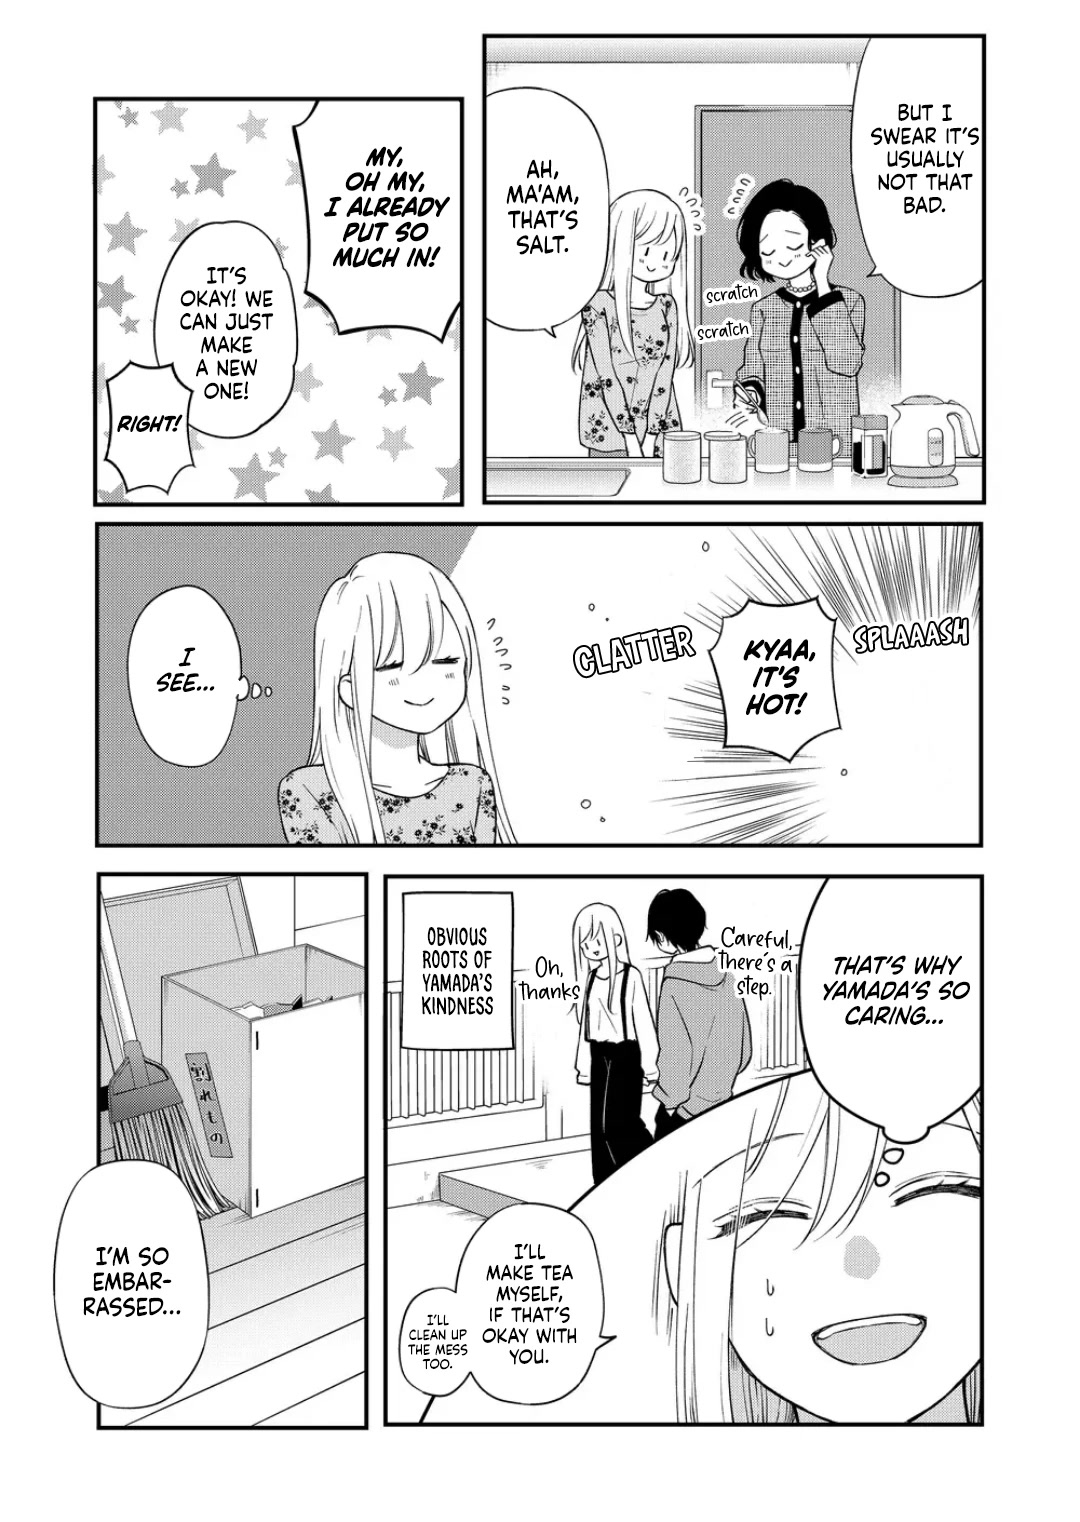 BUT I
SWEAR IT'S
USUALLY
NOT THAT
BAD.
AH,
MA'AM,
THAT'S
SALT.
scratch
scratch
MY,
OH MY,
I ALREADY
PUT SO
MUCH IN!
IT'S
OKAY! WE
CAN JUST
MAKE
A NEW
ONE!
RIGHT!
SPLAAASH
KYAA,
IT'S
HOT!
CLATTER
I
SEE...
THAT'S WHY
YAMADA'S SO
CARING...
Careful,
there's a
step.
Oh,
thanks
OBVIOUS
ROOTS OF
YAMADA'S
KINDNESS
I'LL
MAKE TEA
MYSELF,
IF THAT'S
OKAY WITH
YOU.
I'LL
CLEAN UP
THE MESS
TOO.
割れもの
I'M SO
EMBAR-
RASSED...